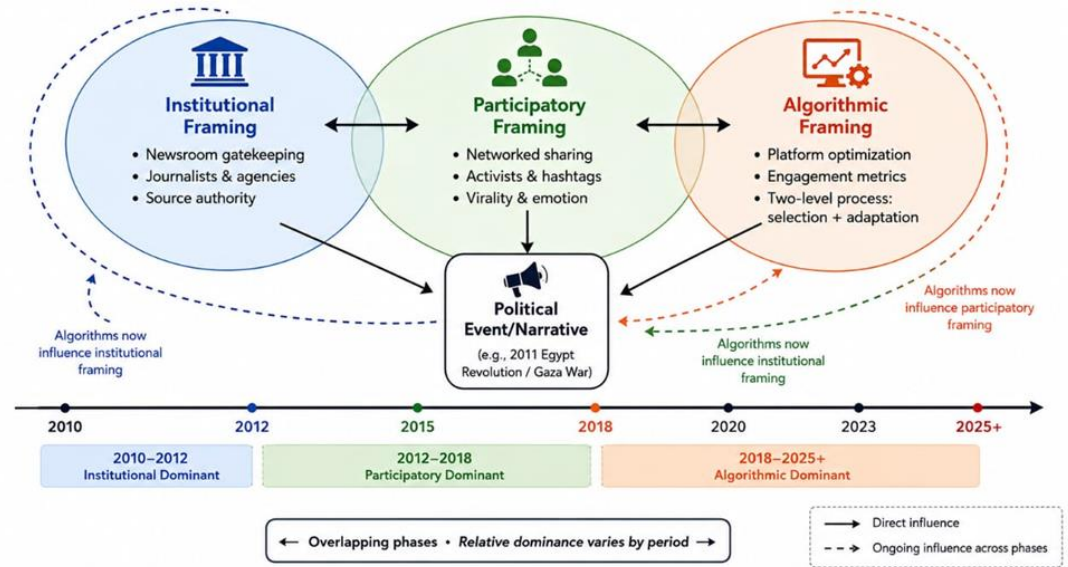 Institutional
Framing
• Newsroom gatekeeping
• Journalists & agencies
• Source authority
Participatory
Framing
• Networked sharing
• Activists & hashtags
• Virality & emotion
Algorithmic
Framing
• Platform optimization
• Engagement metrics
• Two-level process:
selection + adaptation
Political
Event/Narrative
(e.g., 2011 Egypt
Revolution / Gaza War)
Algorithms now
influence institutional
framing
Algorithms now
influence institutional
framing
Algorithms now
influence participatory
framing
2010
2012
2015
2018
2020
2023
2025+
2010–2012
Institutional Dominant
2012–2018
Participatory Dominant
2018–2025+
Algorithmic Dominant
Overlapping phases • Relative dominance varies by period
Direct influence
Ongoing influence across phases